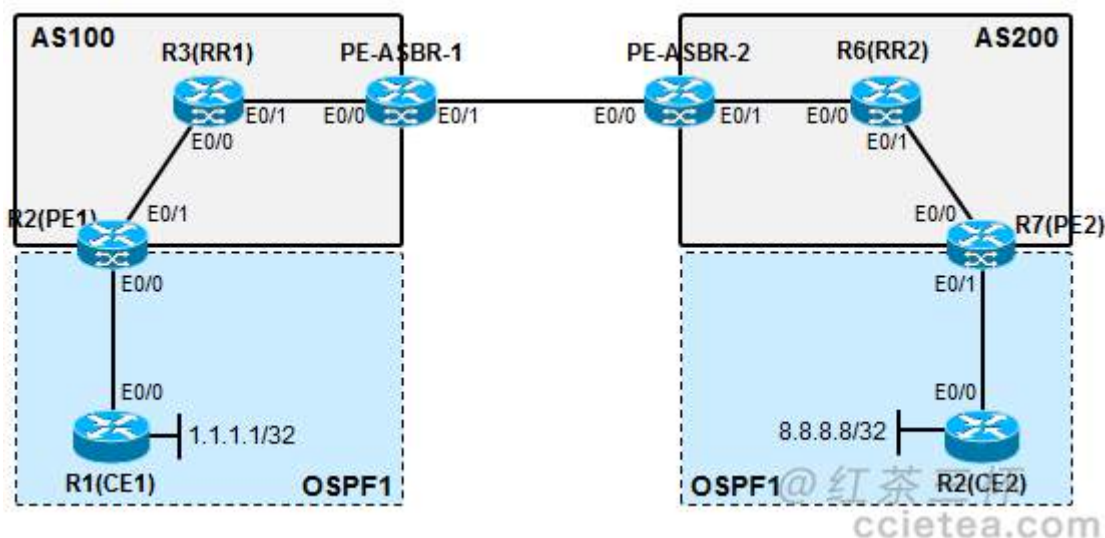 AS100
R3(RR1)
PE-ASBR-1
PE-ASBR-2
R6(RR2)
AS200
E0/1
E0/0
E0/1
E0/0
E0/1
E0/0
E0/0
E0/1
R2(PE1)
E0/1
E0/0
R7(PE2)
E0/0
E0/1
E0/0
E0/0
1.1.1.1/32
8.8.8.8/32
R1(CE1)
OSPF1
OSPF1
R2(CE2)
@红茶三杯
ccietea.com